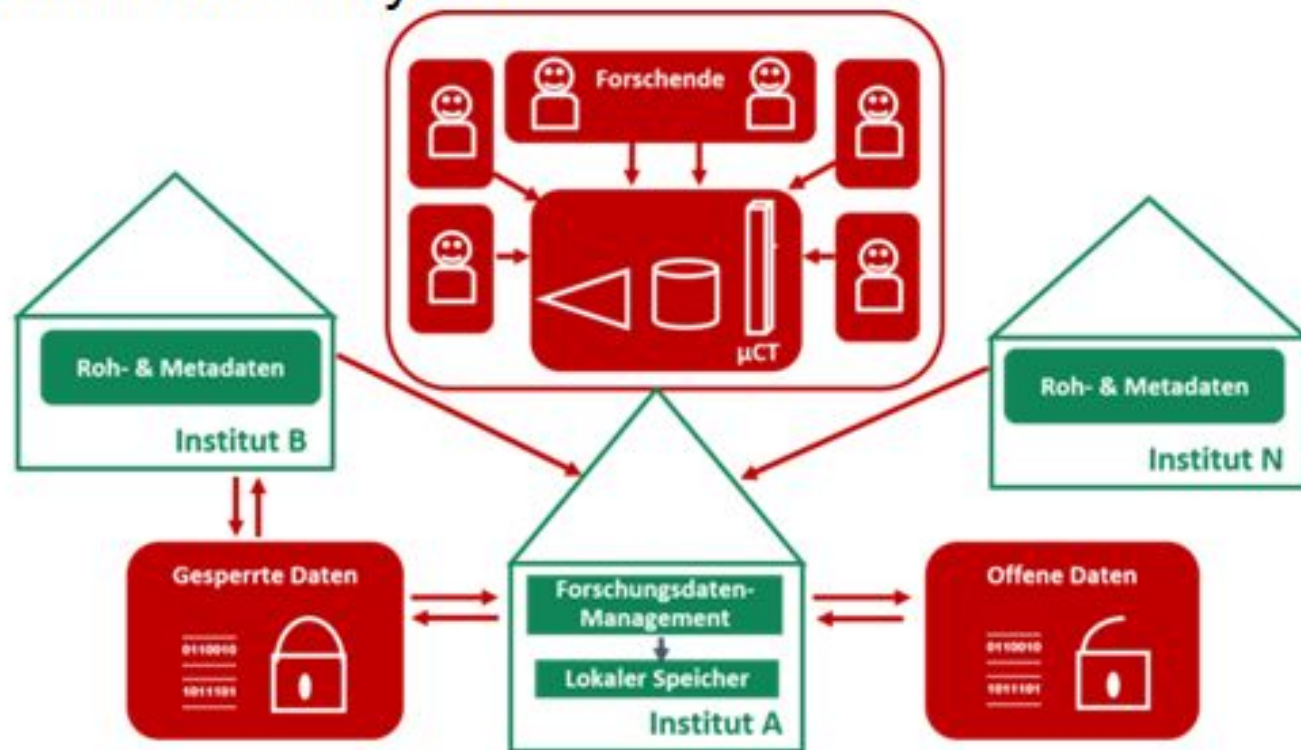 Forschende
µCT
Roh- & Metadaten
Institut B
Roh- & Metadaten
Institut N
Gesperrte Daten
0110010
1011101
Forschungsdaten-
Management
Lokaler Speicher
Institut A
Offene Daten
0110010
1011101